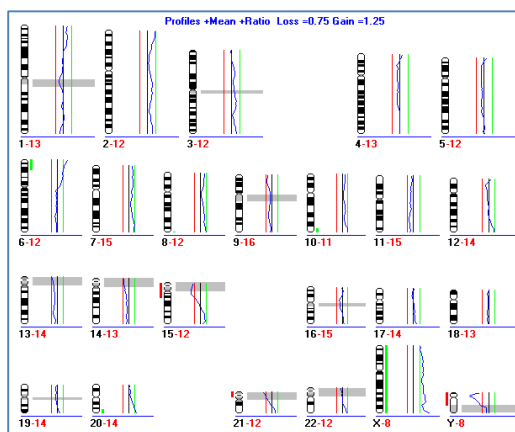 Profiles +Mean +Ratio Loss =0.75 Gain =1.25
1-13 2-12 3-12 4-13 5-12
6-12 7-15 8-12 9-16 10-11 11-15 12-14
13-14 14-13 15-12 16-15 17-14 18-13
19-14 20-14 21-12 22-12 X-8 Y-8